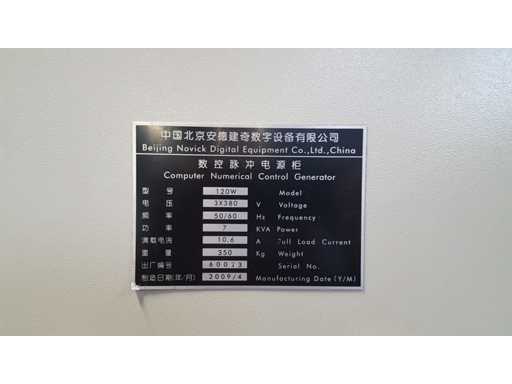 中国北京安德建奇数字设备有限公司
Beijing Novick Digital Equipment Co.,Ltd.,China
数控脉冲电源柜
Computer Numerical Control Generator
型 号 120W Model
电 压 3X380 V Voltage
频 率 50/60 Hz Frequency
功 率 7 KVA Power
满载电流 10.6 A Full Load Current
重 量 350 Kg Weight
出厂编号 Serial No.
制造日期(年/月) 2009/4 Manufacturing Date (Y/M)